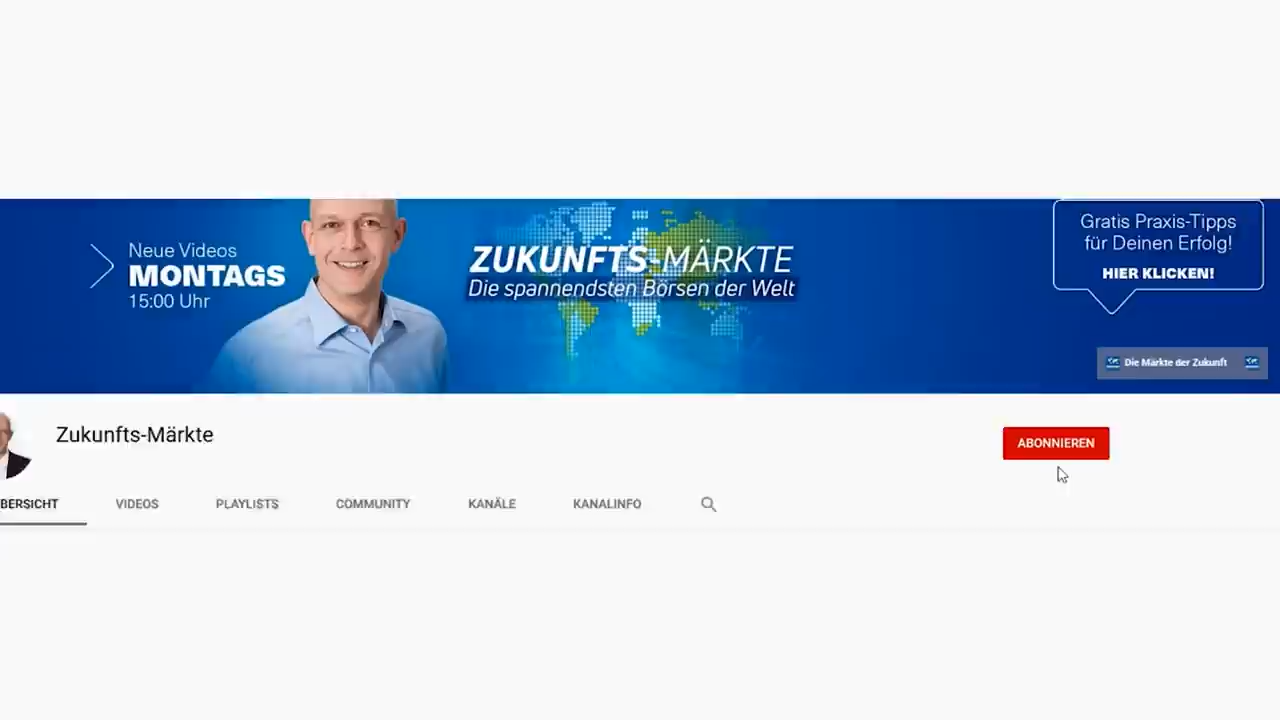 Neue Videos
MONTAGS
15:00 Uhr
ZUKUNFTS-MÄRKTE
Die spannendsten Börsen der Welt
Gratis Praxis-Tipps
für Deinen Erfolg!
HIER KLICKEN!
Die Märkte der Zukunft
Zukunfts-Märkte
ABONNIEREN
BERSICHT VIDEOS PLAYLISTS COMMUNITY KANÄLE KANALINFO